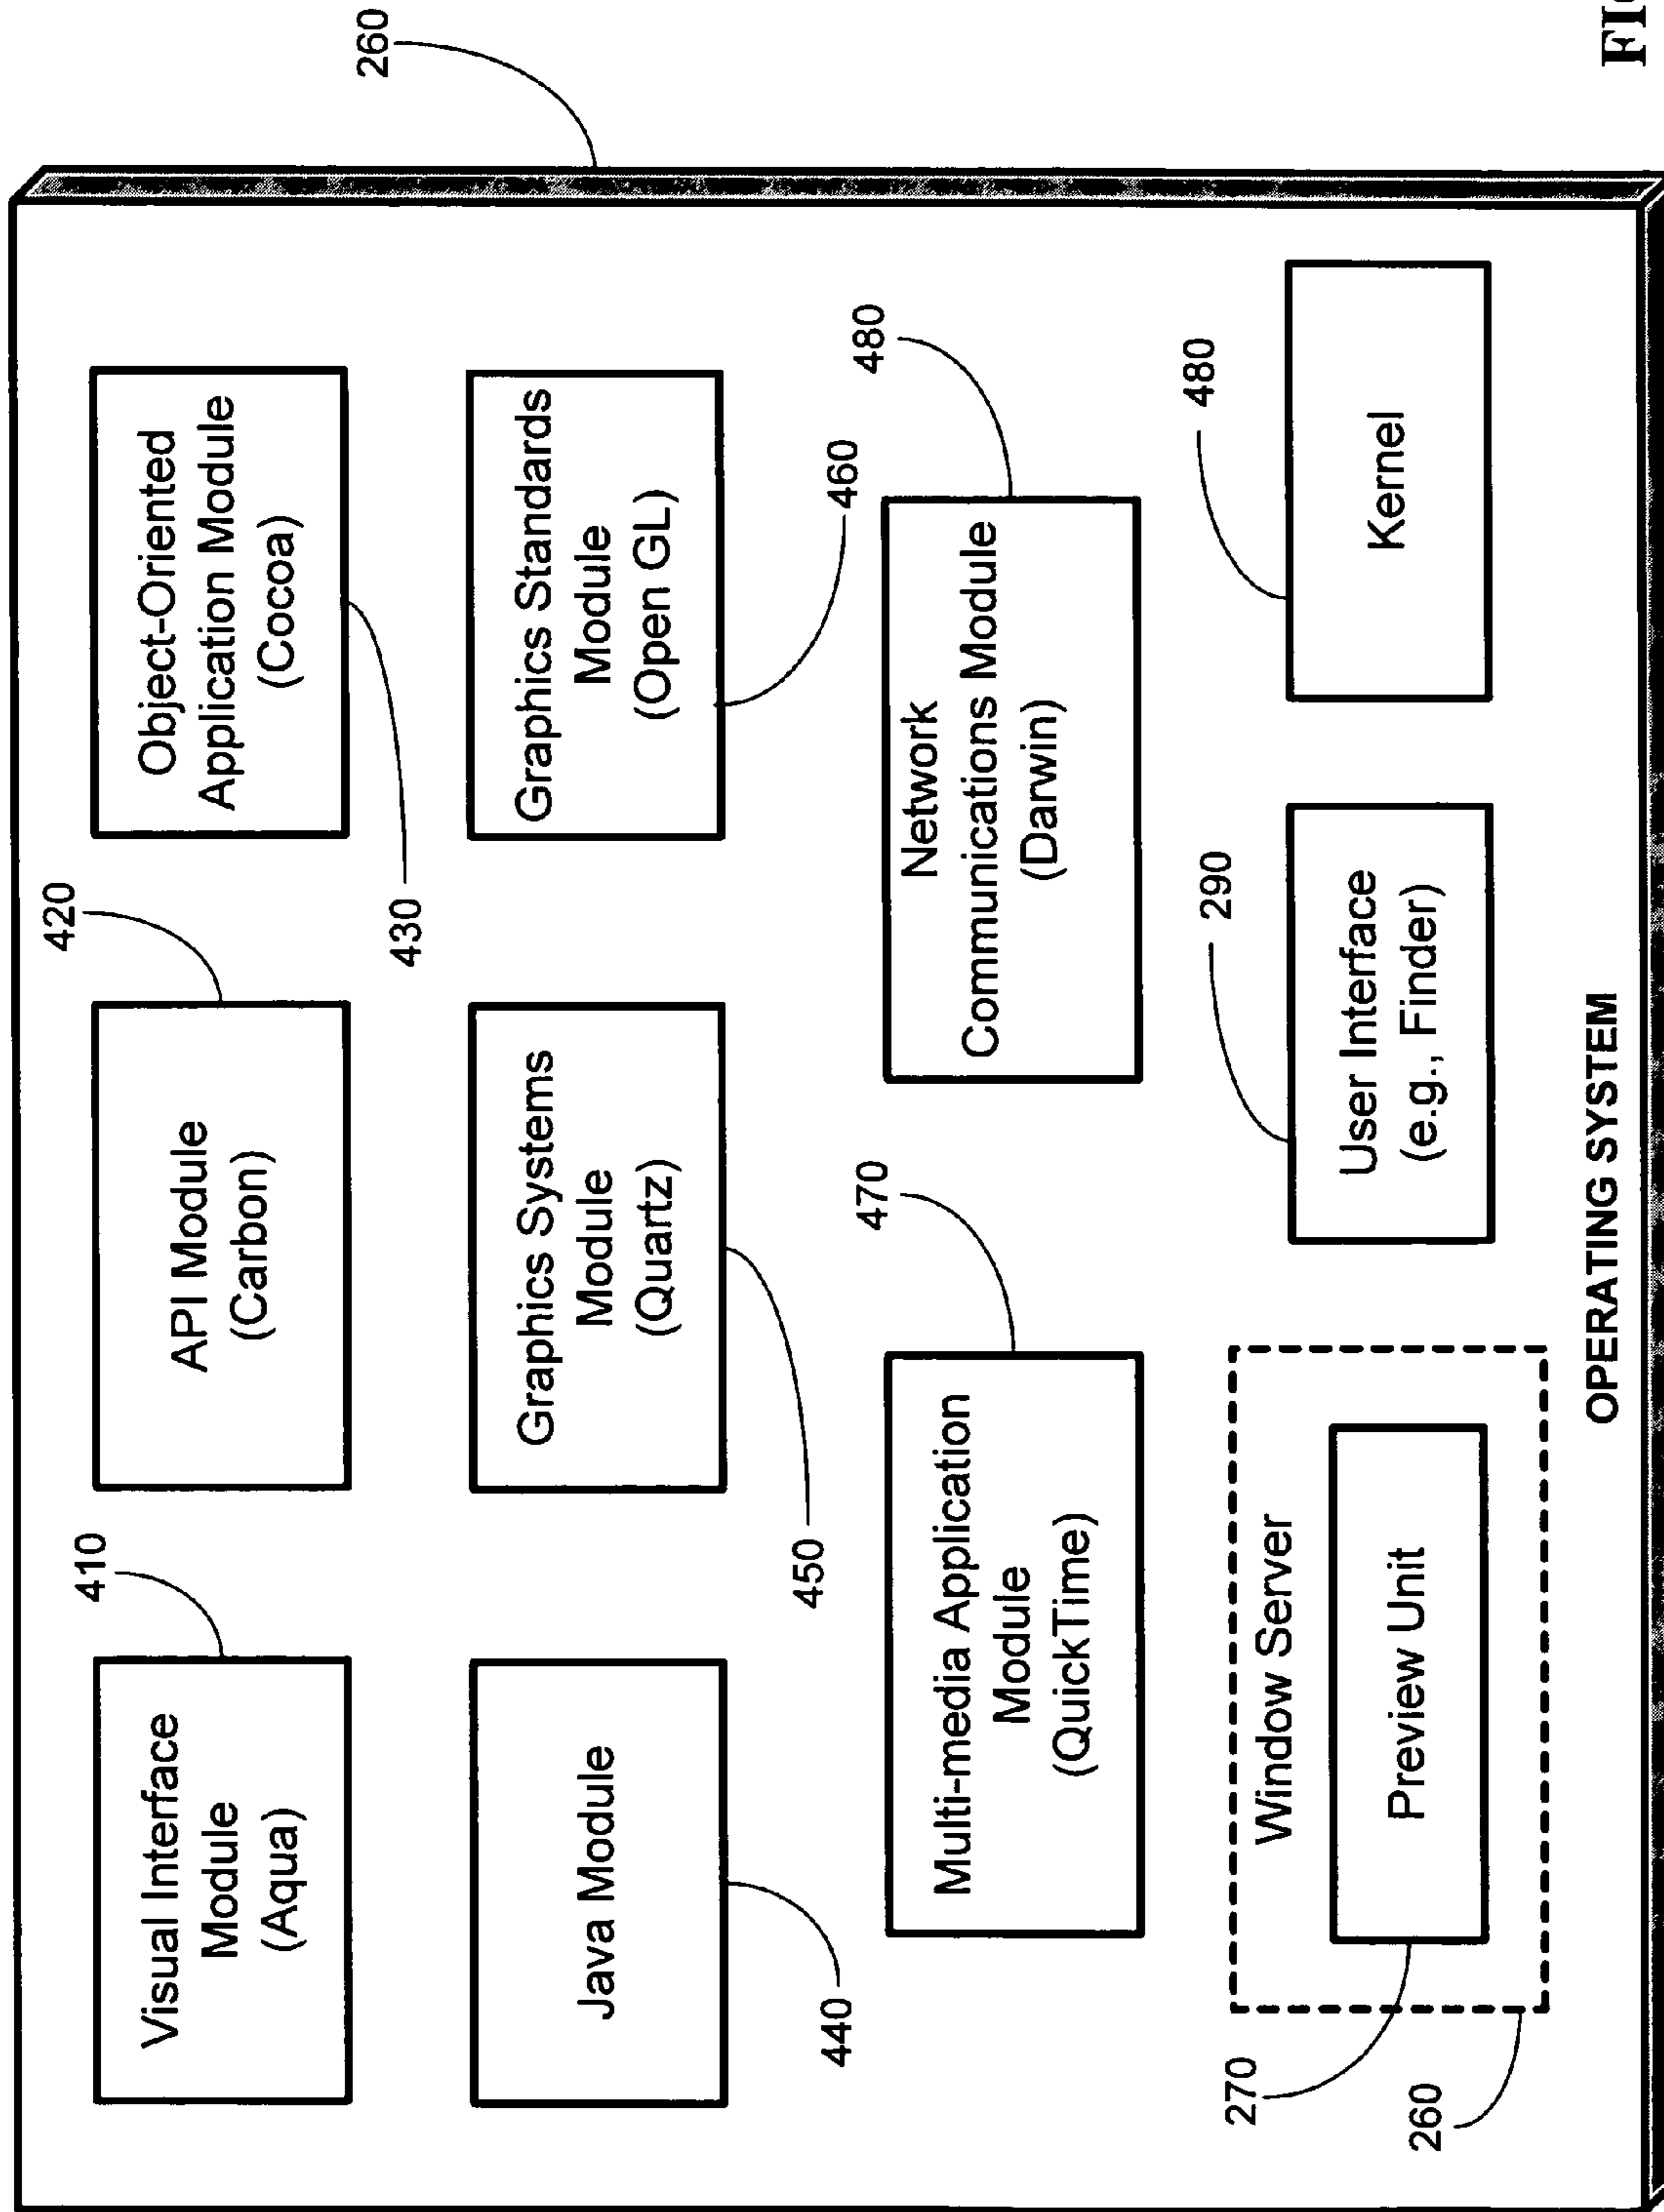 410
420
260
Visual Interface
Module
(Aqua)
API Module
(Carbon)
Object-Oriented
Application Module
(Cocoa)
430
Java Module
Graphics Systems
Module
(Quartz)
Graphics Standards
Module
(Open GL)
440
450
460
470
480
Multi-media Application
Module
(QuickTime)
Network
Communications Module
(Darwin)
290
480
270
260
Window Server
Preview Unit
User Interface
(e.g., Finder)
Kernel
OPERATING SYSTEM